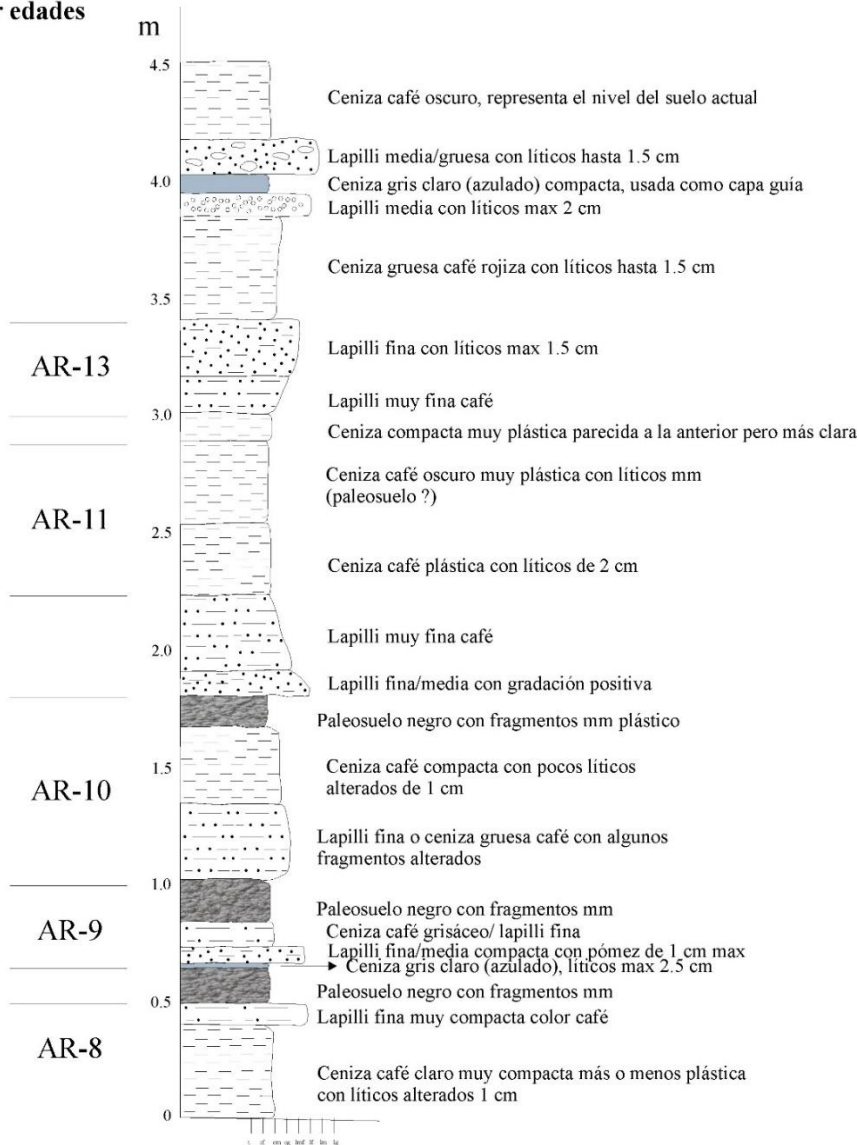 r edades
m
4.5
Ceniza café oscuro, representa el nivel del suelo actual
Lapilli media/gruesa con líticos hasta 1.5 cm
4.0
Ceniza gris claro (azulado) compacta, usada como capa guía
Lapilli media con líticos max 2 cm
Ceniza gruesa café rojiza con líticos hasta 1.5 cm
3.5
AR-13
Lapilli fina con líticos max 1.5 cm
Lapilli muy fina café
3.0
Ceniza compacta muy plástica parecida a la anterior pero más clara
Ceniza café oscuro muy plástica con líticos mm
(paleosuelo ?)
AR-11
2.5
Ceniza café plástica con líticos de 2 cm
Lapilli muy fina café
2.0
Lapilli fina/media con gradación positiva
Paleosuelo negro con fragmentos mm plástico
1.5
Ceniza café compacta con pocos líticos
alterados de 1 cm
AR-10
Lapilli fina o ceniza gruesa café con algunos
fragmentos alterados
1.0
Paleosuelo negro con fragmentos mm
AR-9
Ceniza café grisáceo/ lapilli fina
Lapilli fina/media compacta con pómez de 1 cm max
Ceniza gris claro (azulado), líticos max 2.5 cm
0.5
Paleosuelo negro con fragmentos mm
Lapilli fina muy compacta color café
AR-8
Ceniza café claro muy compacta más o menos plástica
con líticos alterados 1 cm
0